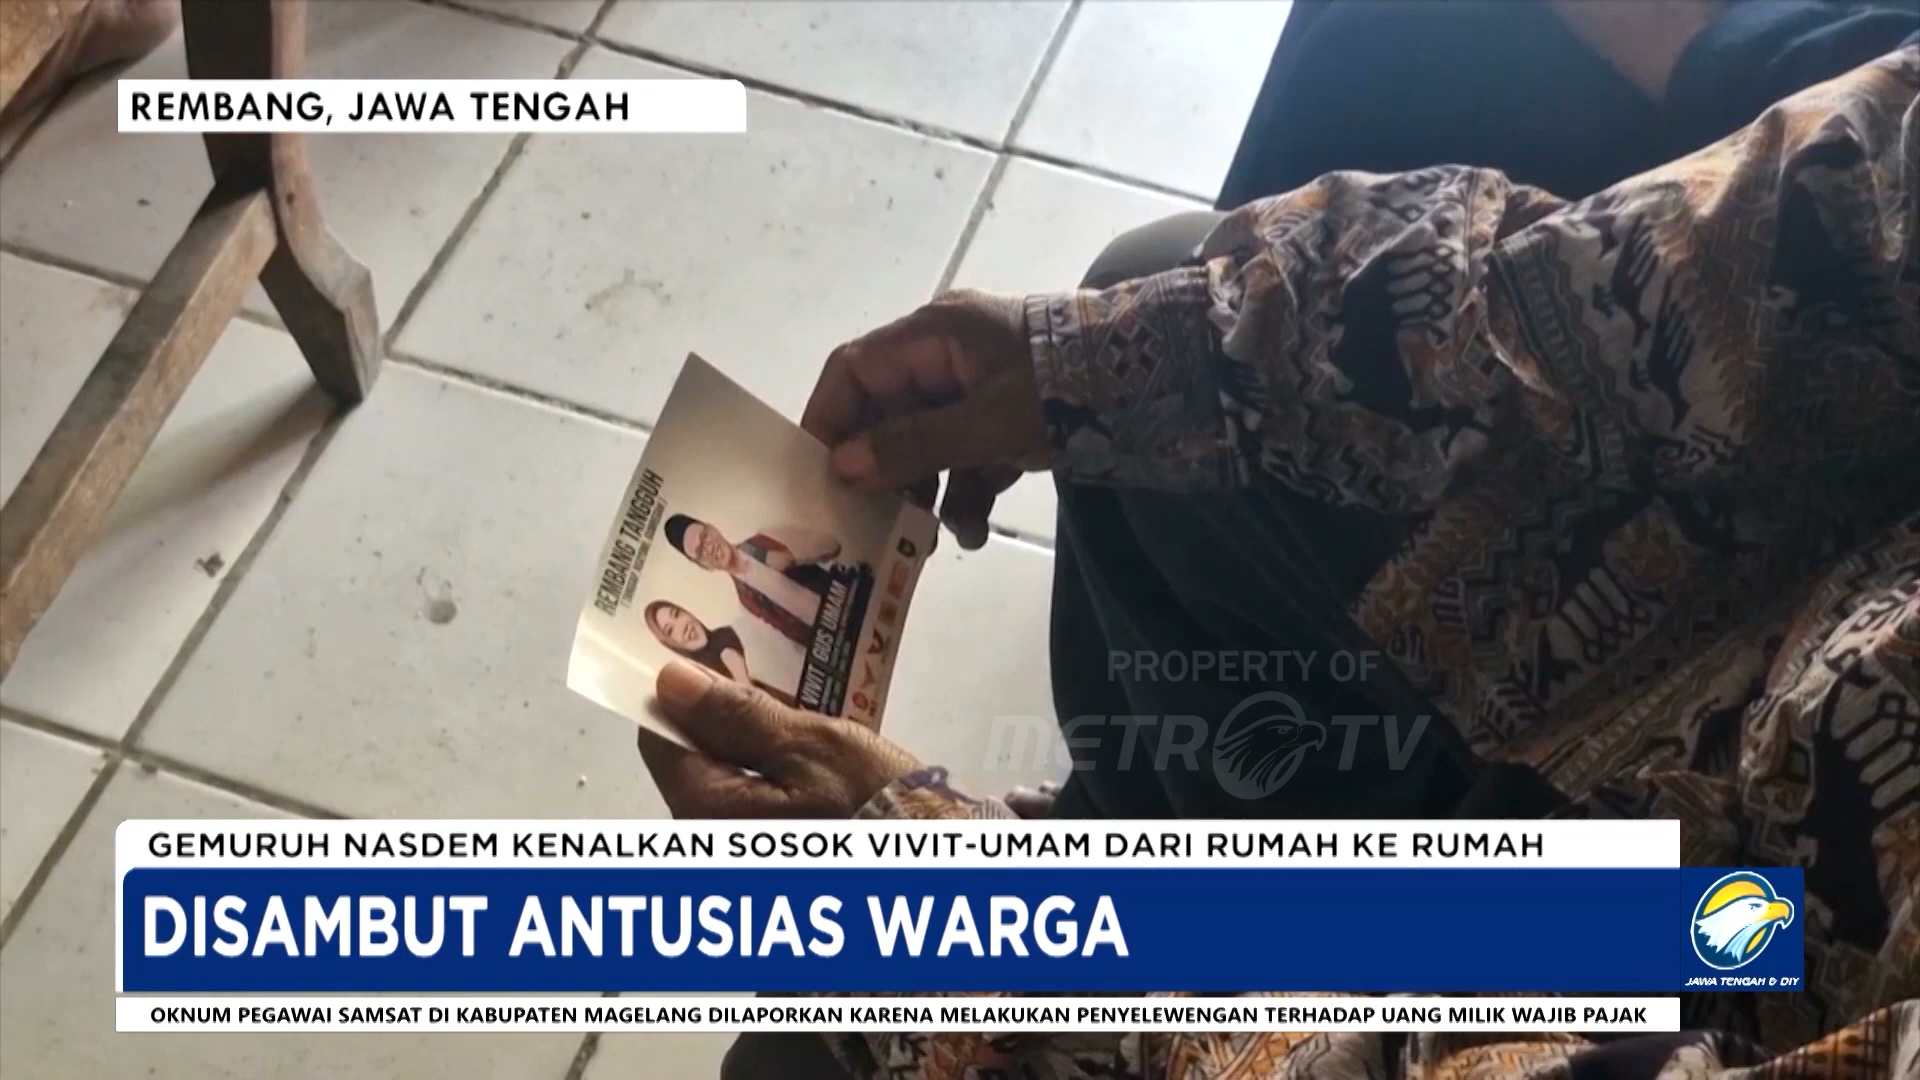 REMBANG, JAWA TENGAH
REMBANG TANGGUH
VIVIT GUS UMAM
PROPERTY OF
METRO TV
GEMURUH NASDEM KENALKAN SOSOK VIVIT-UMAM DARI RUMAH KE RUMAH
DISAMBUT ANTUSIAS WARGA
JAWA TENGAH & DIY
OKNUM PEGAWAI SAMSAT DI KABUPATEN MAGELANG DILAPORKAN KARENA MELAKUKAN PENYELEWENGAN TERHADAP UANG MILIK WAJIB PAJAK